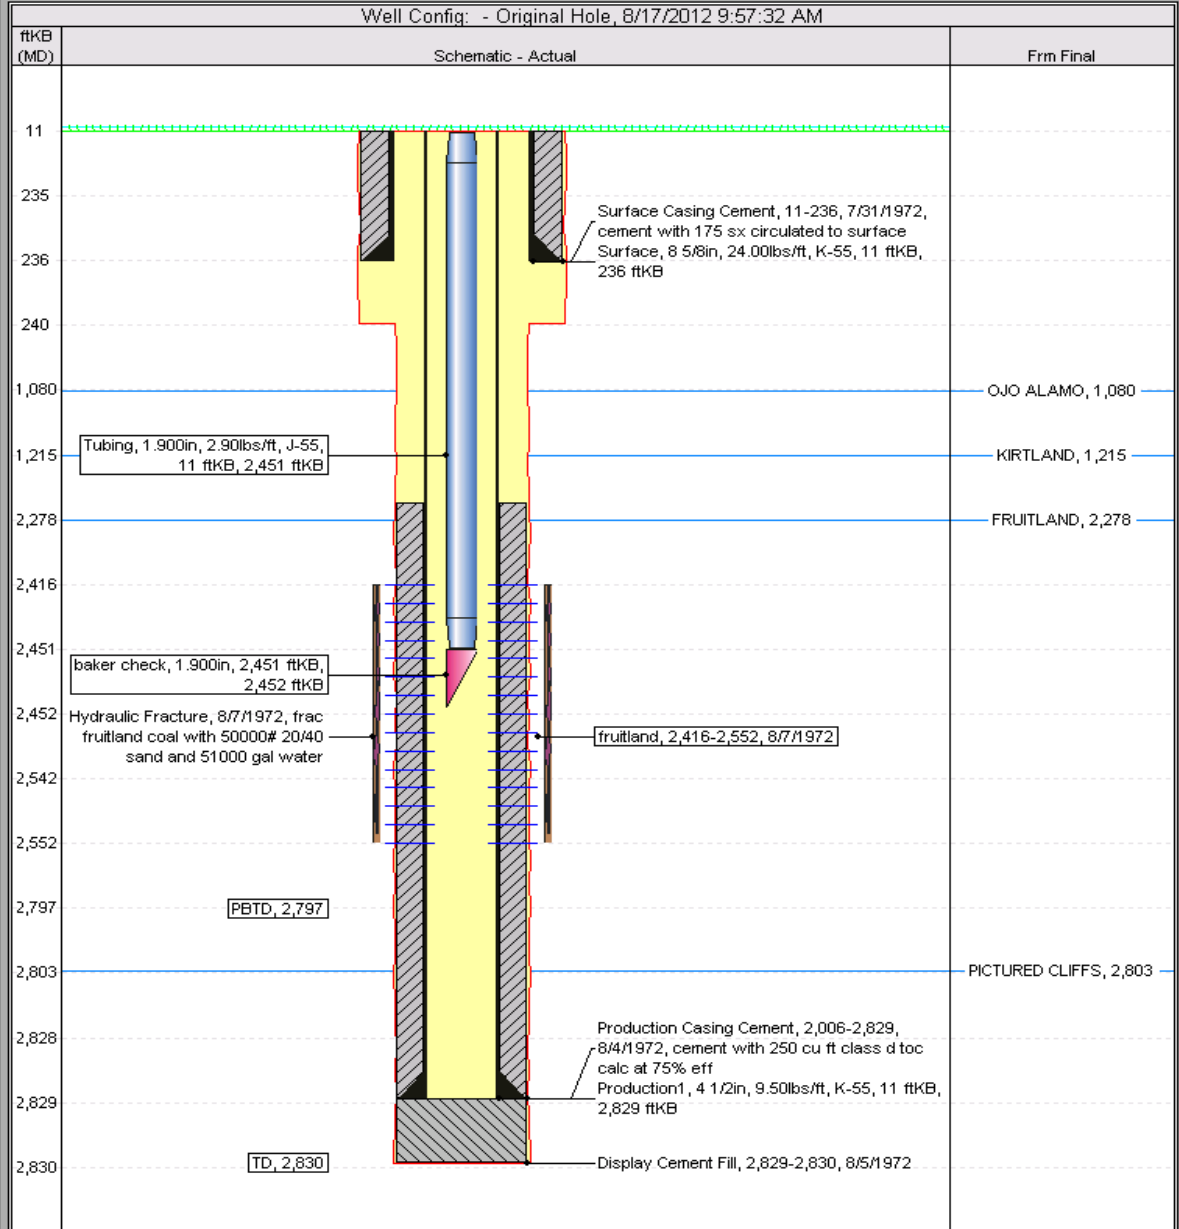 Well Config: - Original Hole, 8/17/2012 9:57:32 AM
ftKB
(MD)
Schematic - Actual
Frm Final
11
235
236
240
1,080
1,215
2,278
2,416
2,451
2,452
2,542
2,552
2,797
2,803
2,828
2,829
2,830
Surface Casing Cement, 11-236, 7/31/1972,
cement with 175 sx circulated to surface
Surface, 8 5/8in, 24.00lbs/ft, K-55, 11 ftKB,
236 ftKB
OJO ALAMO, 1,080
Tubing, 1.900in, 2.90lbs/ft, J-55,
11 ftKB, 2,451 ftKB
KIRTLAND, 1,215
FRUITLAND, 2,278
baker check, 1.900in, 2,451 ftKB,
2,452 ftKB
Hydraulic Fracture, 8/7/1972, frac
fruitland coal with 50000# 20/40
sand and 51000 gal water
fruitland, 2,416-2,552, 8/7/1972
PBTD, 2,797
PICTURED CLIFFS, 2,803
Production Casing Cement, 2,006-2,829,
8/4/1972, cement with 250 cu ft class d toc
calc at 75% eff
Production1, 4 1/2in, 9.50lbs/ft, K-55, 11 ftKB,
2,829 ftKB
TD, 2,830
Display Cement Fill, 2,829-2,830, 8/5/1972